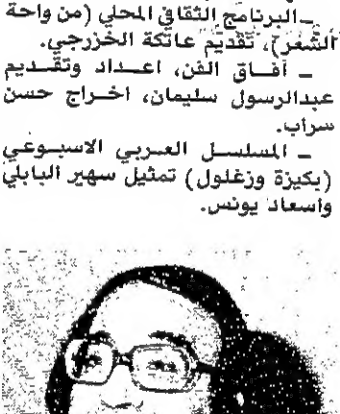 ـ البرنامج الثقافي المحلي (من واحة
الشعر)، تقديم عاتكة الخزرجي.
ـ آفاق الفن، اعداد وتقديم
عبدالرسول سليمان، اخراج حسن
سراب.
ـ المسلسل العربي الاسبوعي
(بكيزة وزغلول) تمثيل سهير البابلي
واسعاد يونس.